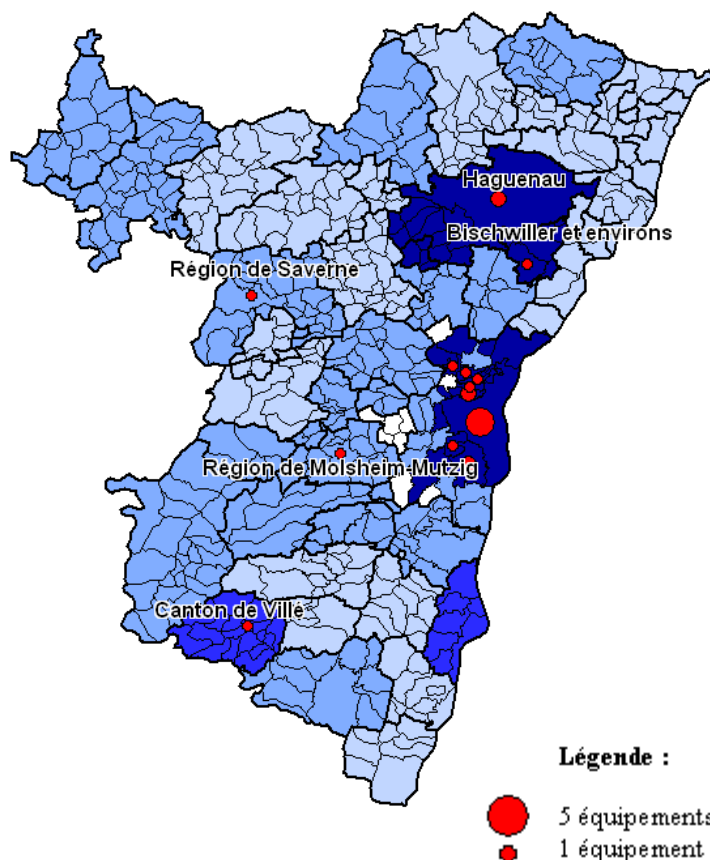 Haguenau
Bischwiller et environs
Région de Saverne
Région de Molsheim-Mutzig
Canton de Villé
Légende :
5 équipements
1 équipement